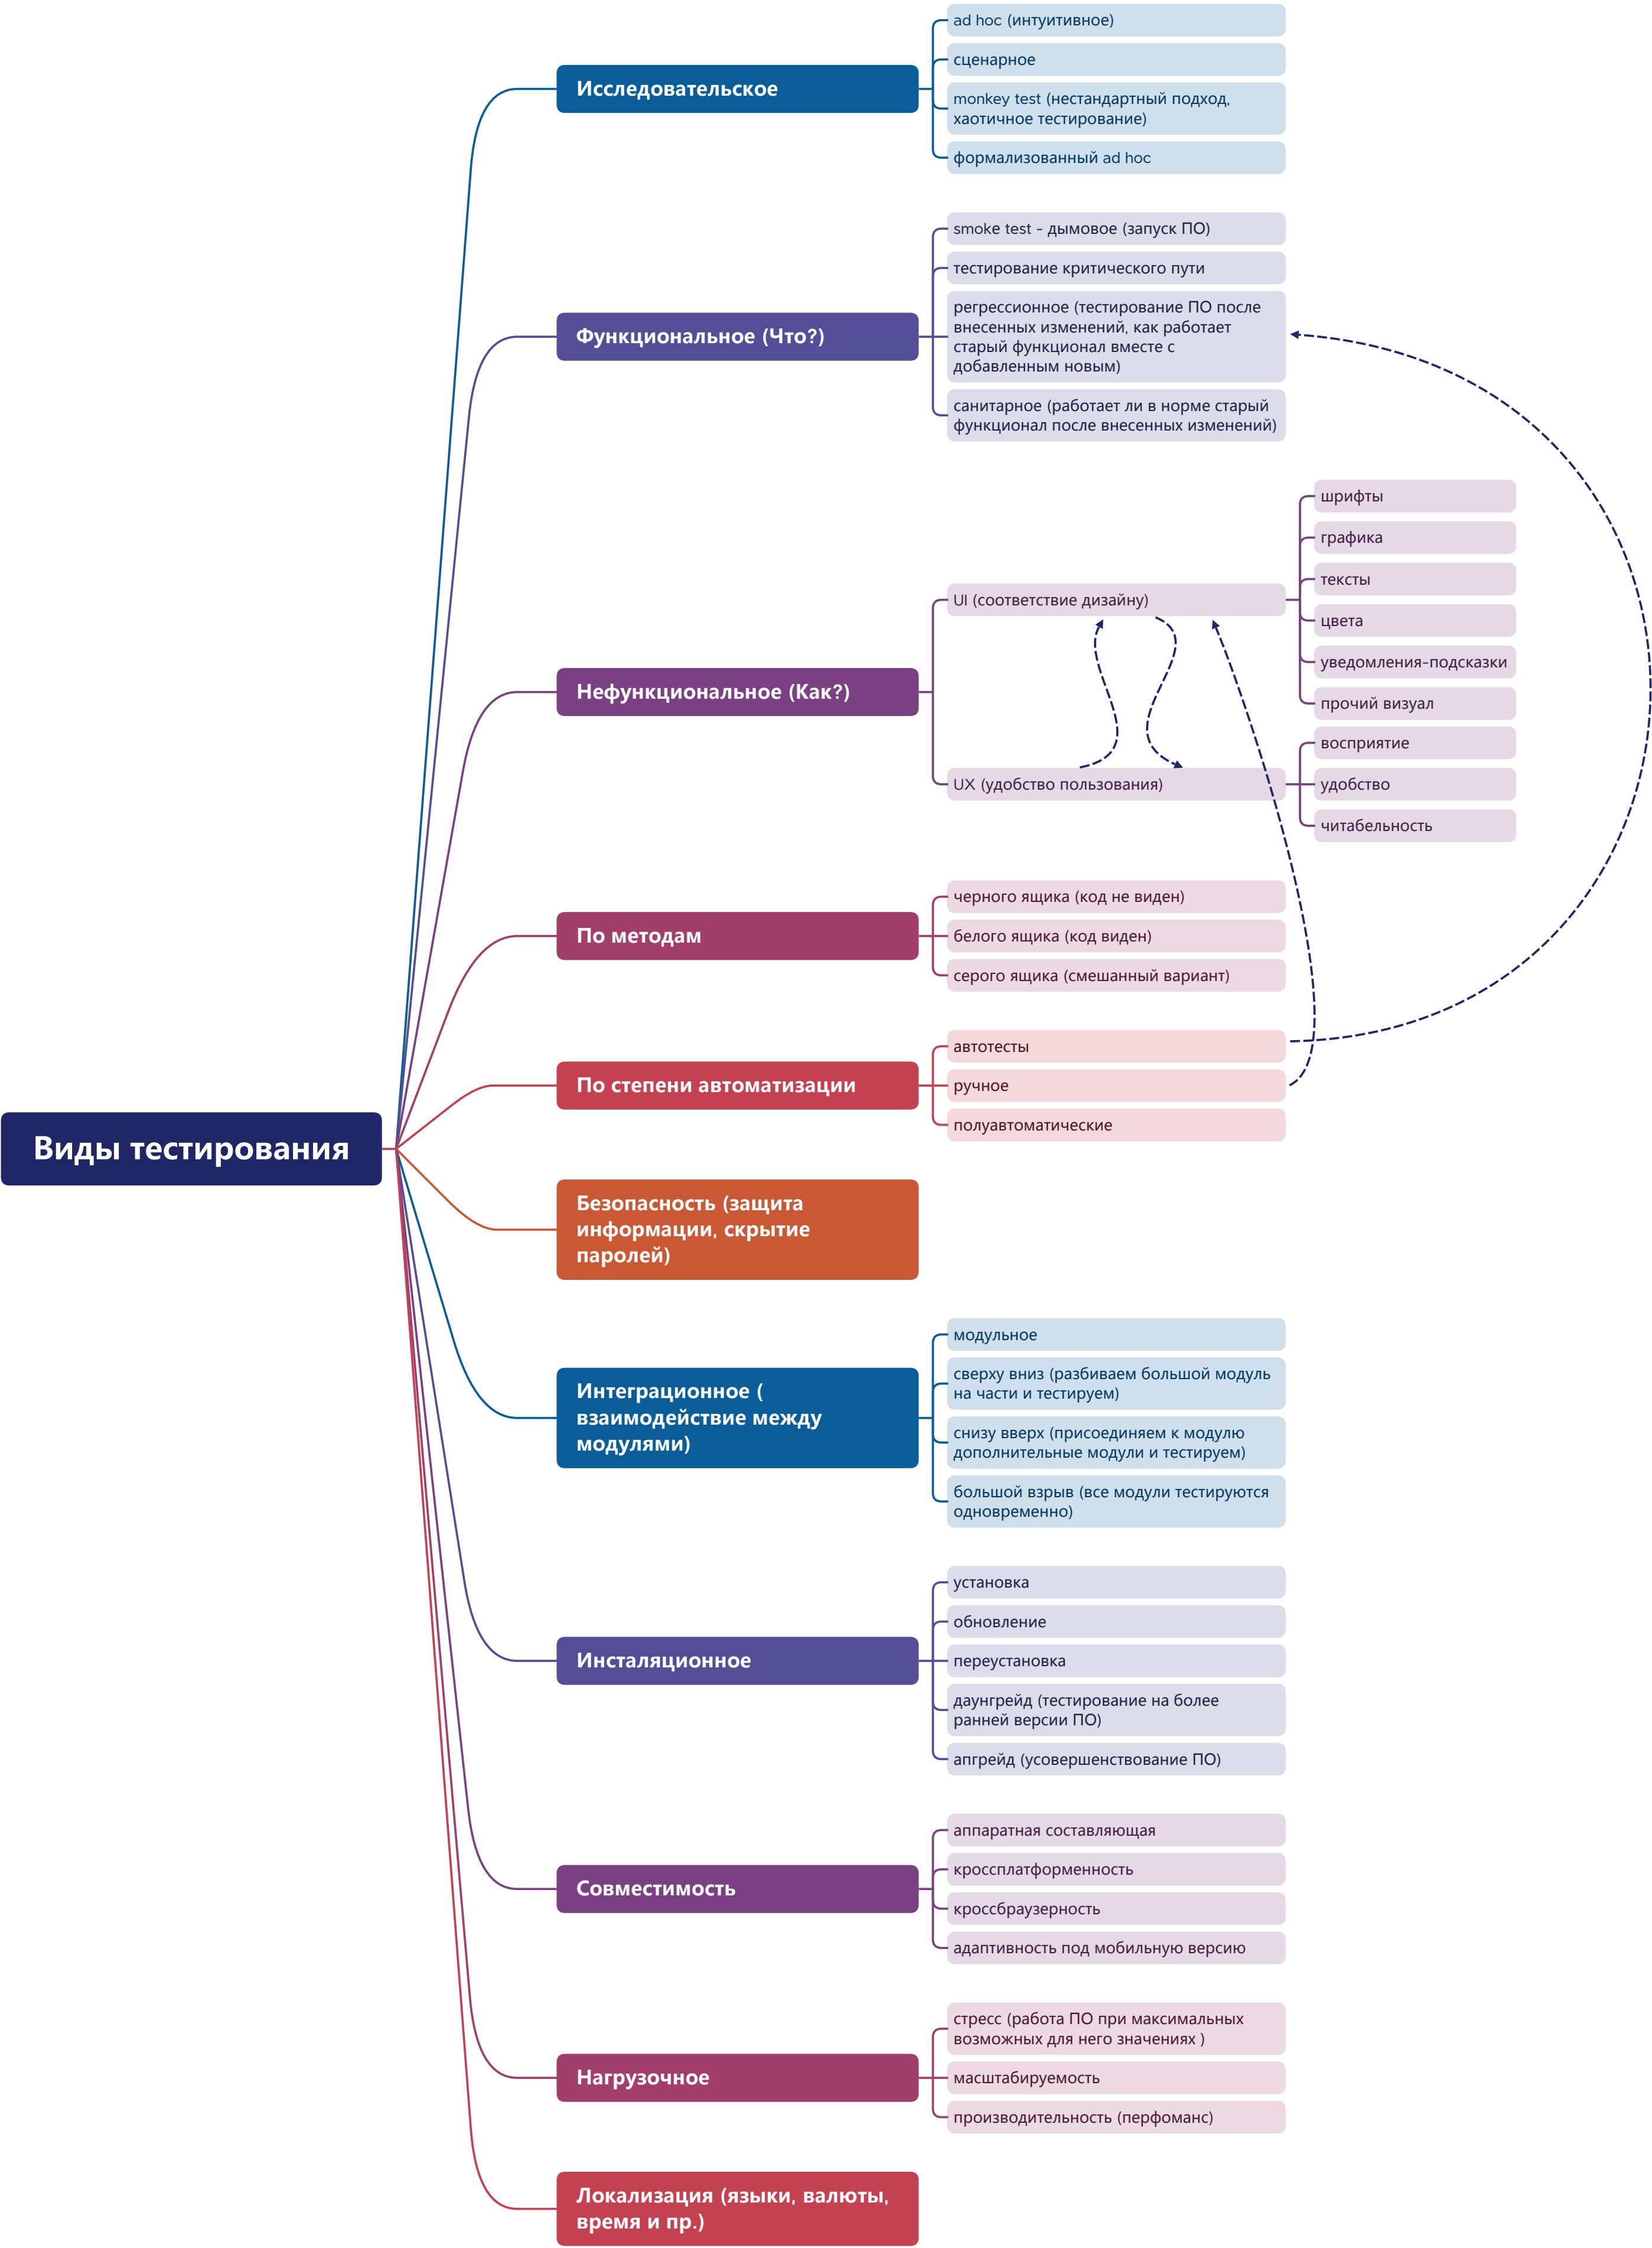 Виды тестирования
Исследовательское
ad hoc (интуитивное)
сценарное
monkey test (нестандартный подход,
хаотичное тестирование)
формализованный ad hoc
Функциональное (Что?)
smoke test - дымовое (запуск ПО)
тестирование критического пути
регрессионное (тестирование ПО после
внесенных изменений, как работает
старый функционал вместе с
добавленным новым)
санитарное (работает ли в норме старый
функционал после внесенных изменений)
Нефункциональное (Как?)
UI (соответствие дизайну)
шрифты
графика
тексты
цвета
уведомления-подсказки
прочий визуал
UX (удобство пользования)
восприятие
удобство
читабельность
По методам
черного ящика (код не виден)
белого ящика (код виден)
серого ящика (смешанный вариант)
По степени автоматизации
автотесты
ручное
полуавтоматические
Безопасность (защита
информации, скрытие
паролей)
Интеграционное (
взаимодействие между
модулями)
модульное
сверху вниз (разбиваем большой модуль
на части и тестируем)
снизу вверх (присоединяем к модулю
дополнительные модули и тестируем)
большой взрыв (все модули тестируются
одновременно)
Инсталяционное
установка
обновление
переустановка
даунгрейд (тестирование на более
ранней версии ПО)
апгрейд (усовершенствование ПО)
Совместимость
аппаратная составляющая
кроссплатформенность
кроссбраузерность
адаптивность под мобильную версию
Нагрузочное
стресс (работа ПО при максимальных
возможных для него значениях )
масштабируемость
производительность (перфоманс)
Локализация (языки, валюты,
время и пр.)